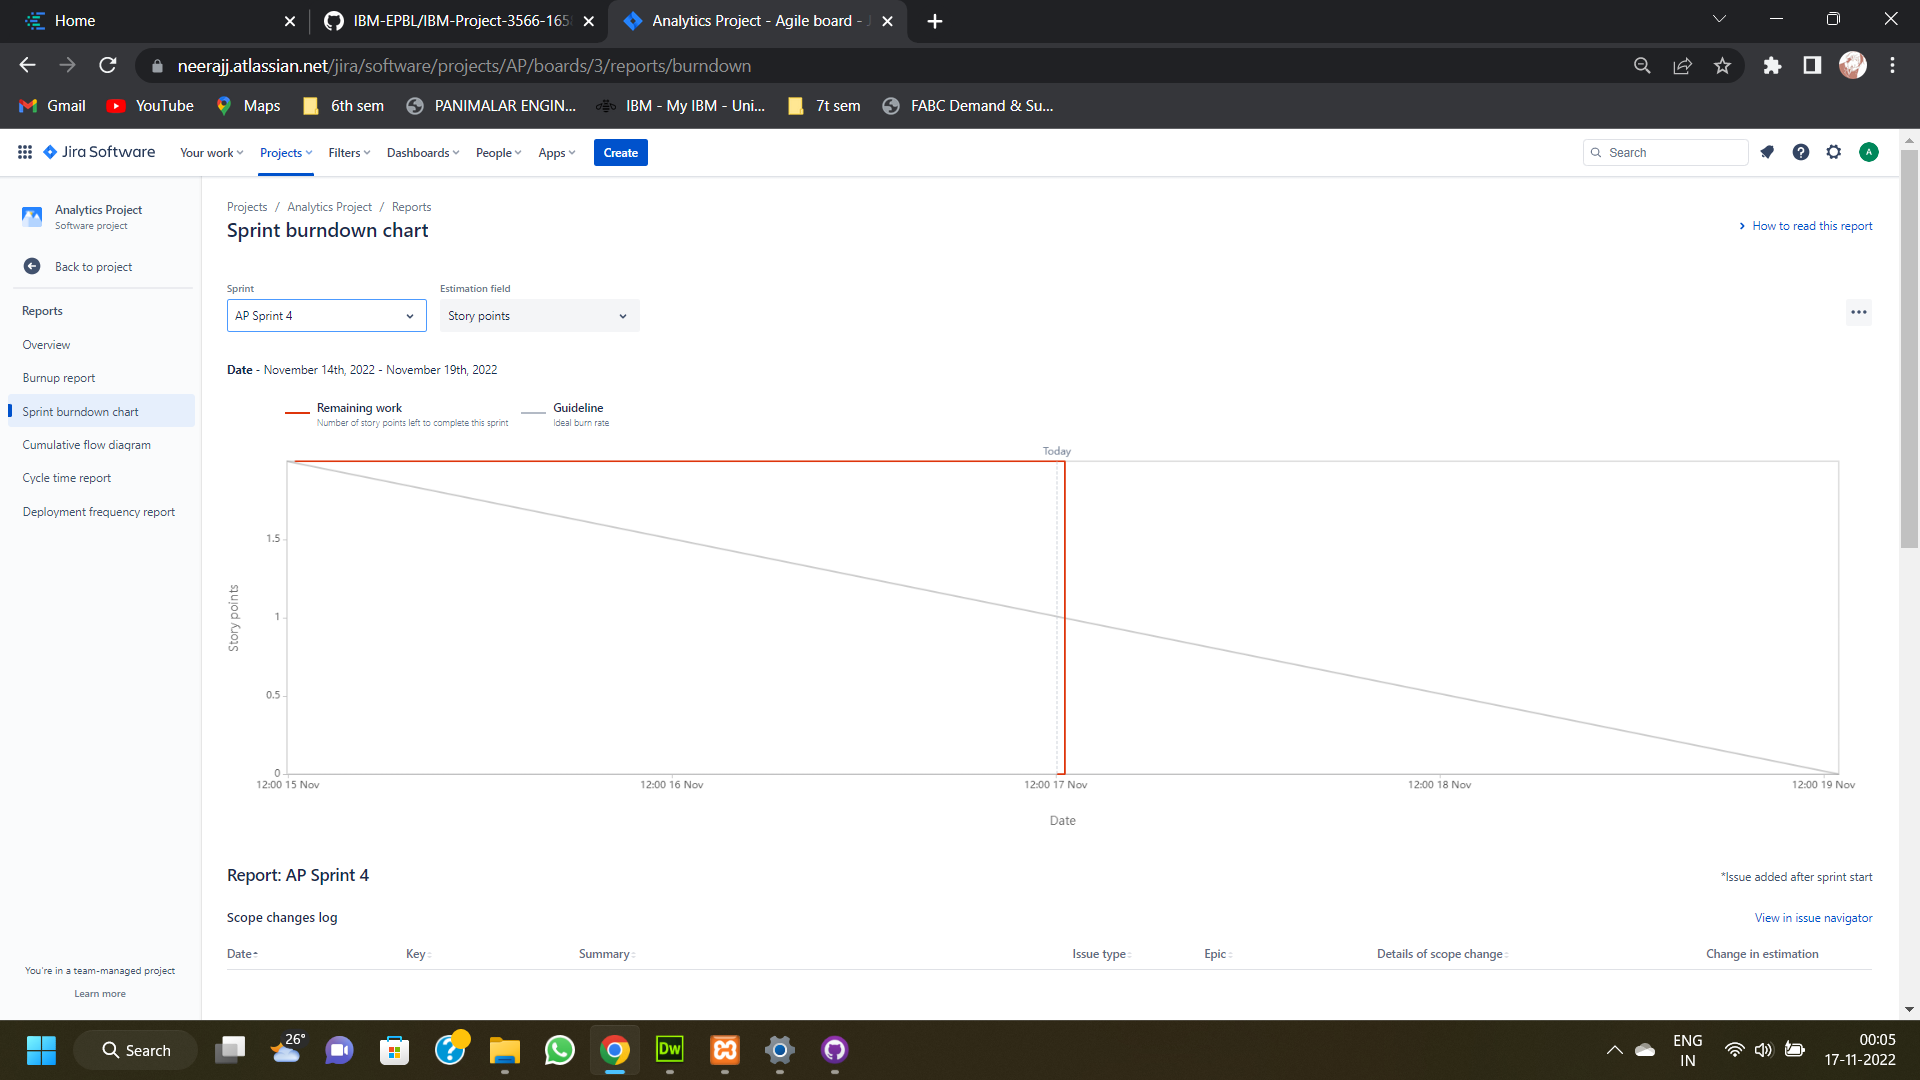 Home
IBM-EPBL/IBM-Project-3566-165
Analytics Project - Agile board - J
neerajj.atlassian.net/jira/software/projects/AP/boards/3/reports/burndown
Gmail YouTube Maps 6th sem PANIMALAR ENGIN... IBM - My IBM - Uni... 7t sem FABC Demand & Su...
Jira Software Your work Projects Filters Dashboards People Apps Create Search A
Analytics Project
Software project
Back to project
Reports
Overview
Burnup report
Sprint burndown chart
Cumulative flow diagram
Cycle time report
Deployment frequency report
You're in a team-managed project
Learn more
Projects / Analytics Project / Reports
Sprint burndown chart
How to read this report
Sprint Estimation field
AP Sprint 4 Story points
Date - November 14th, 2022 - November 19th, 2022
Remaining work
Number of story points left to complete this sprint
Guideline
Ideal burn rate
Today
1.5
1
0.5
0
Story points
12:00 15 Nov 12:00 16 Nov 12:00 17 Nov 12:00 18 Nov 12:00 19 Nov
Date
Report: AP Sprint 4
*Issue added after sprint start
Scope changes log
View in issue navigator
Date Key Summary Issue type Epic Details of scope change Change in estimation
Search
26°
Dw
ENG
IN
00:05
17-11-2022